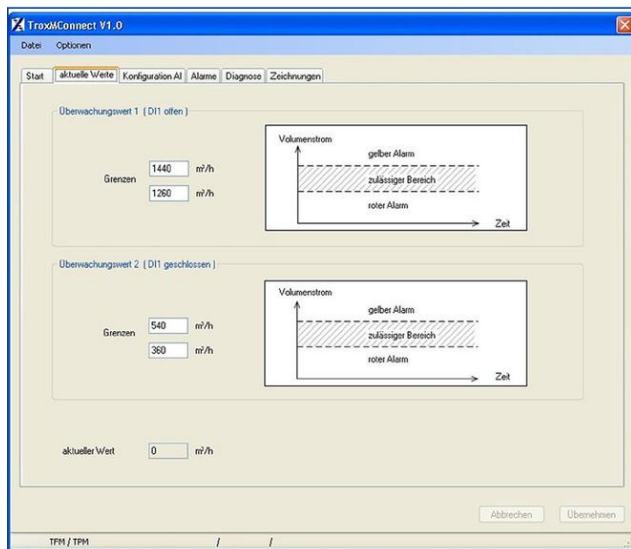 TroxMConnect V1.0
Datei Optionen
Start aktuelle Werte Konfiguration AI Alarme Diagnose Zeichnungen
Überwachungswert 1 ( DI1 offen )
Volumenstrom
gelber Alarm
Grenzen 1440 m³/h
zulässiger Bereich
1260 m³/h
roter Alarm
Zeit
Überwachungswert 2 ( DI1 geschlossen )
Volumenstrom
gelber Alarm
Grenzen 540 m³/h
zulässiger Bereich
360 m³/h
roter Alarm
Zeit
aktueller Wert 0 m³/h
Abbrechen Übernehmen
TFM / TPM / /